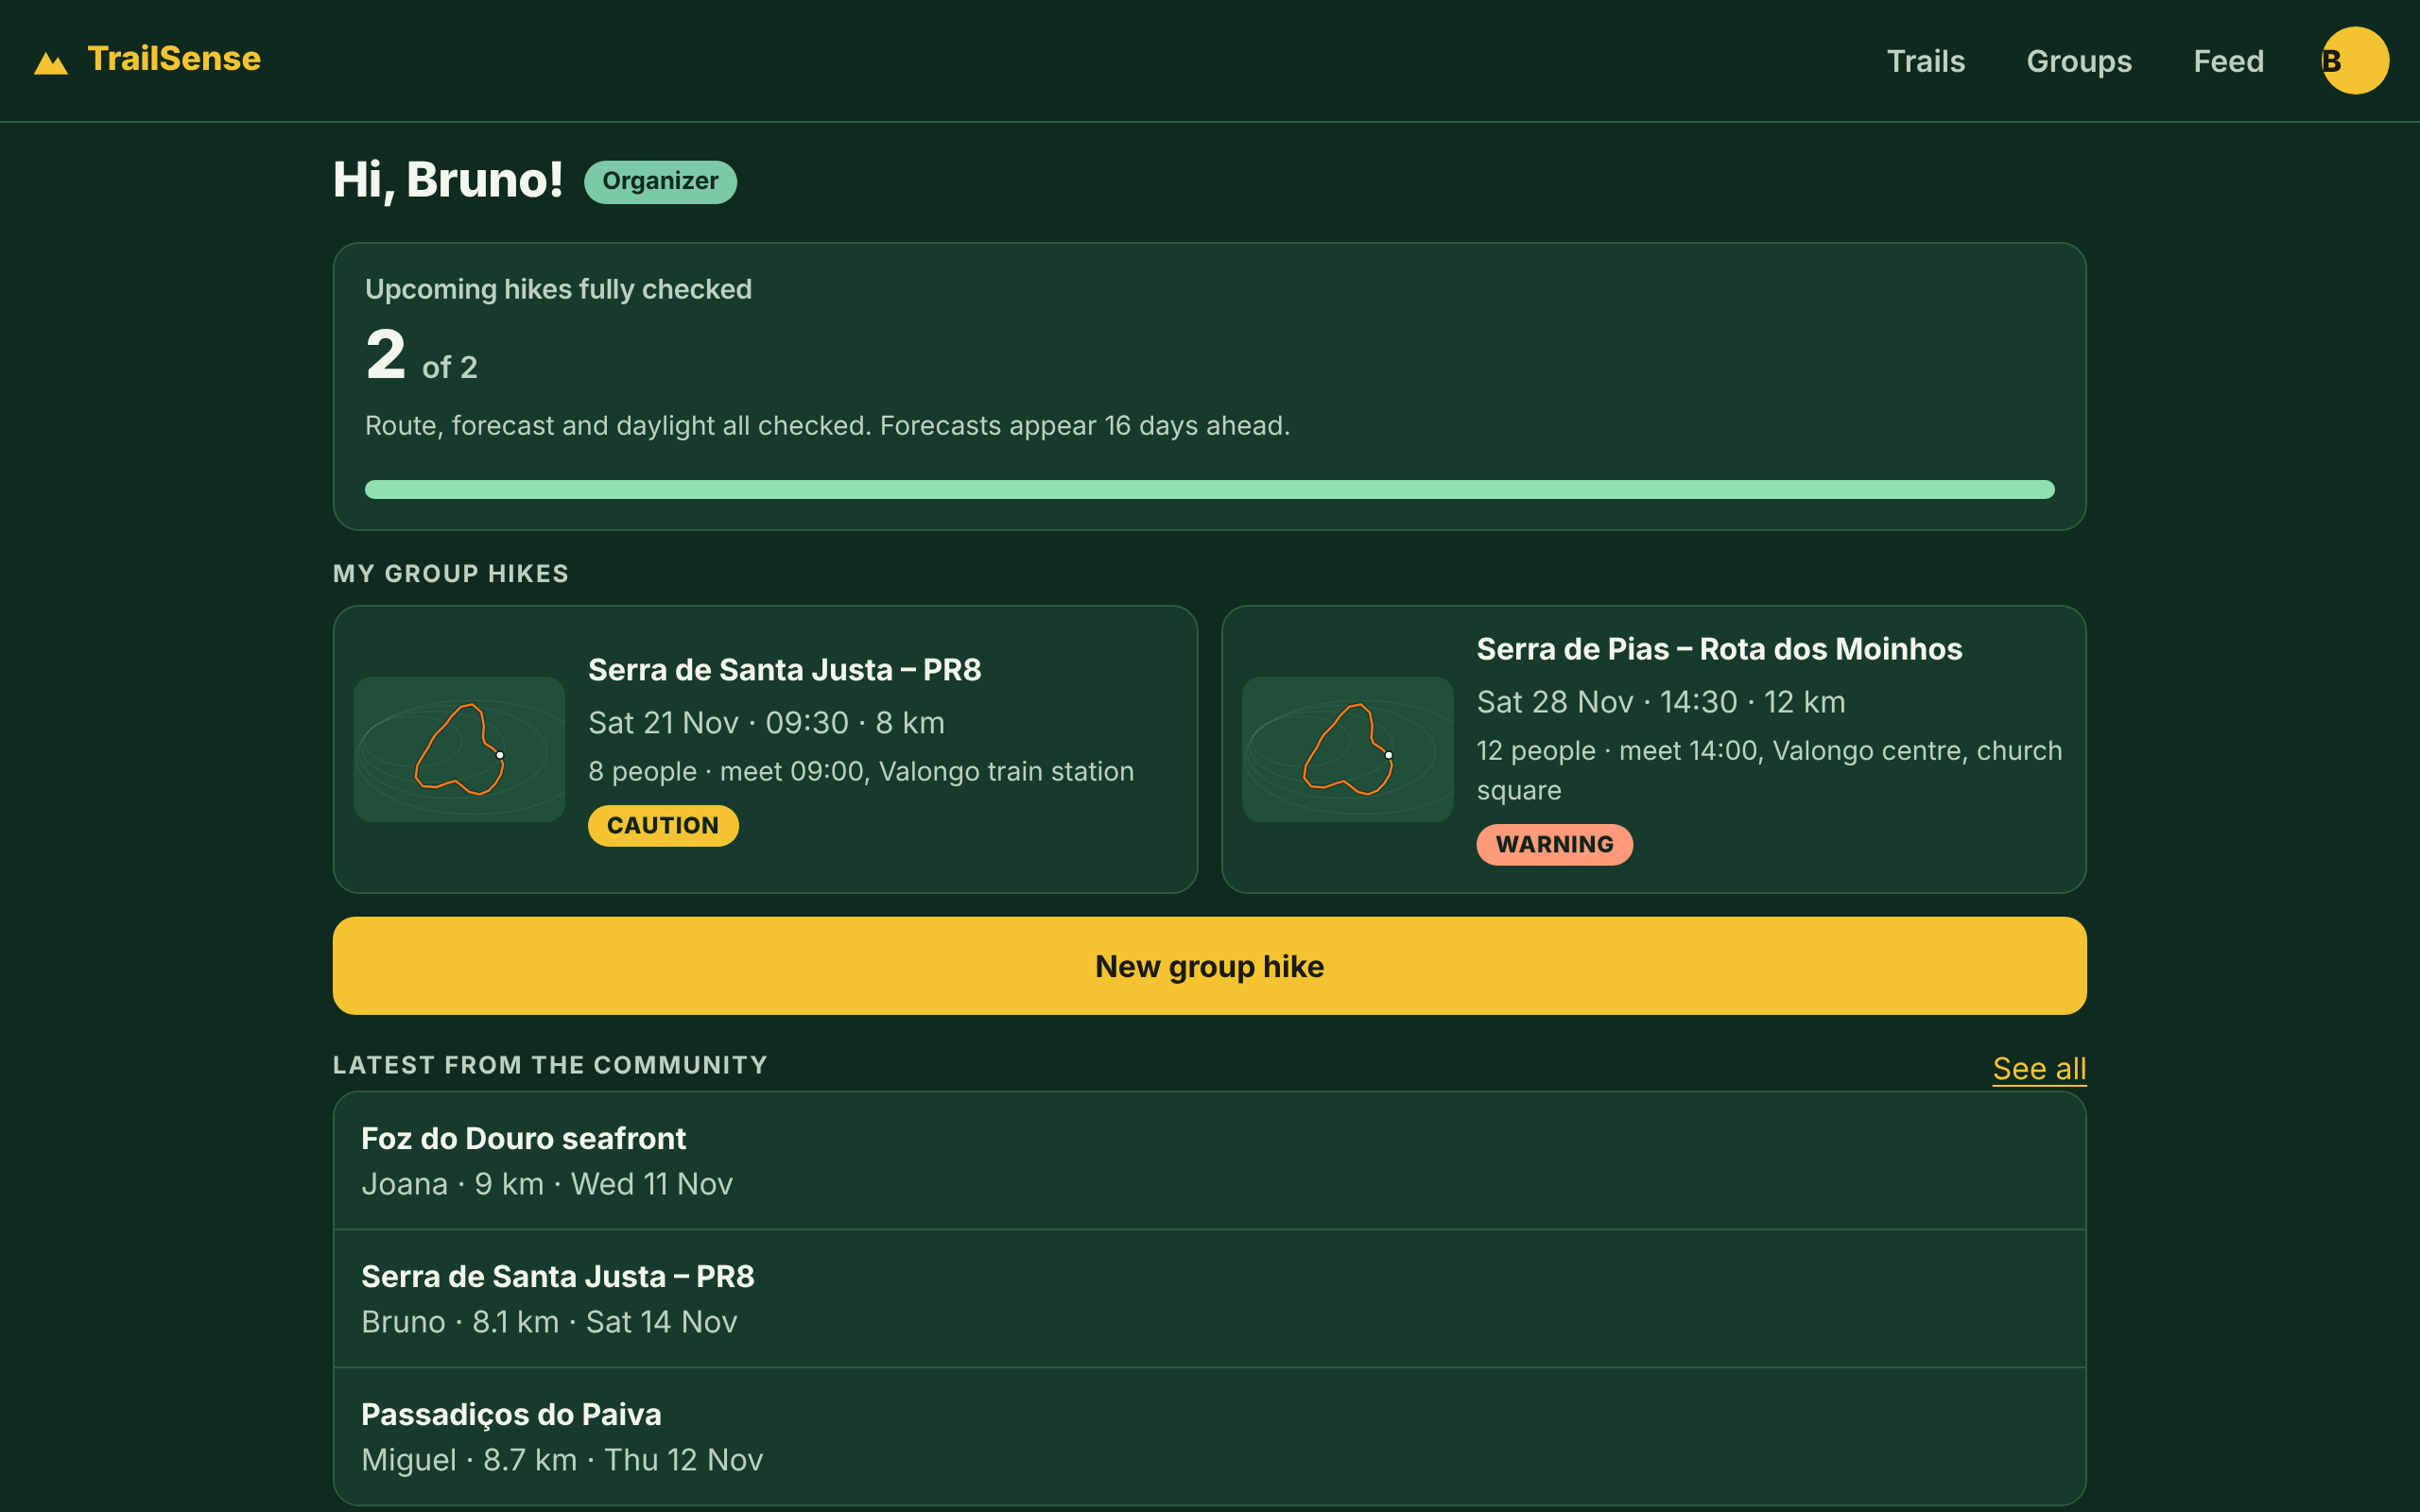 TrailSense
Trails
Groups
Feed
B
Hi, Bruno!
Organizer
Upcoming hikes fully checked
2 of 2
Route, forecast and daylight all checked. Forecasts appear 16 days ahead.
MY GROUP HIKES
Serra de Santa Justa – PR8
Sat 21 Nov · 09:30 · 8 km
8 people · meet 09:00, Valongo train station
CAUTION
Serra de Pias – Rota dos Moinhos
Sat 28 Nov · 14:30 · 12 km
12 people · meet 14:00, Valongo centre, church
square
WARNING
New group hike
LATEST FROM THE COMMUNITY
See all
Foz do Douro seafront
Joana · 9 km · Wed 11 Nov
Serra de Santa Justa – PR8
Bruno · 8.1 km · Sat 14 Nov
Passadiços do Paiva
Miguel · 8.7 km · Thu 12 Nov